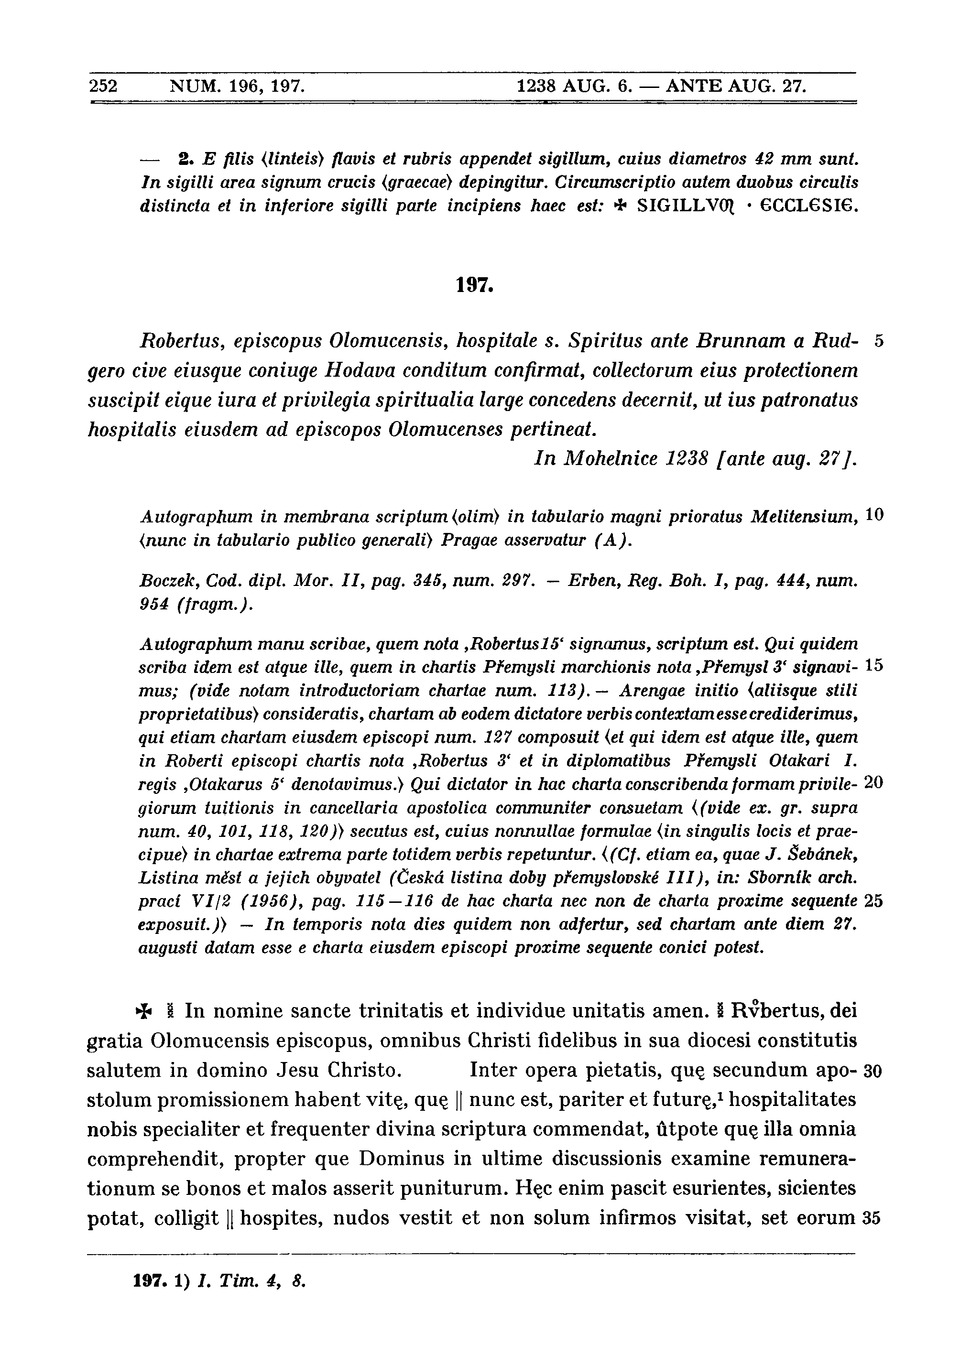 252 NUM. 196, 197. 1238 AUG. 6. — ANTE AUG. 27.
— 2. E filis ⟨linteis⟩ flavis et rubris appendet sigillum, cuius diametros 42 mm sunt.
In sigilli area signum crucis ⟨graecae⟩ depingitur. Circumscriptio autem duobus circulis
distincta et in inferiore sigilli parte incipiens haec est: ✠ SIGILLVM · ECCLESIE.
197.
Robertus, episcopus Olomucensis, hospitale s. Spiritus ante Brunnam a Rud- 5
gero cive eiusque coniuge Hodava conditum confirmat, collectorum eius protectionem
suscipit eique iura et privilegia spiritualia large concedens decernit, ut ius patronatus
hospitalis eiusdem ad episcopos Olomucenses pertineat.
In Mohelnice 1238 [ante aug. 27].
Autographum in membrana scriptum ⟨olim⟩ in tabulario magni prioratus Melitensium, 10
⟨nunc in tabulario publico generali⟩ Pragae asservatur (A).
Boczek, Cod. dipl. Mor. II, pag. 345, num. 297. — Erben, Reg. Boh. I, pag. 444, num.
954 (fragm.).
Autographum manu scribae, quem nota ‚Robertus15‘ signamus, scriptum est. Qui quidem
scriba idem est atque ille, quem in chartis Přemysli marchionis nota ‚Přemysl 3‘ signavi- 15
mus; (vide notam introductoriam chartae num. 113). — Arengae initio ⟨aliisque stili
proprietatibus⟩ consideratis, chartam ab eodem dictatore verbis contextam esse crediderimus,
qui etiam chartam eiusdem episcopi num. 127 composuit ⟨et qui idem est atque ille, quem
in Roberti episcopi chartis nota ‚Robertus 3‘ et in diplomatibus Přemysli Otakari I.
regis ‚Otakarus 5‘ denotavimus.⟩ Qui dictator in hac charta conscribenda formam privile- 20
giorum tuitionis in cancellaria apostolica communiter consuetam ⟨(vide ex. gr. supra
num. 40, 101, 118, 120)⟩ secutus est, cuius nonnullae formulae ⟨in singulis locis et prae-
cipue⟩ in chartae extrema parte totidem verbis repetuntur. ⟨(Cf. etiam ea, quae J. Šebánek,
Listina měst a jejich obyvatel (Česká listina doby přemyslovské III), in: Sborník arch.
prací VI/2 (1956), pag. 115—116 de hac charta nec non de charta proxime sequente 25
exposuit.)⟩ — In temporis nota dies quidem non adfertur, sed chartam ante diem 27.
augusti datam esse e charta eiusdem episcopi proxime sequente conici potest.
✠ ⁞ In nomine sancte trinitatis et individue unitatis amen. ⁞ Rv̊bertus, dei
gratia Olomucensis episcopus, omnibus Christi fidelibus in sua diocesi constitutis
salutem in domino Jesu Christo. Inter opera pietatis, quę secundum apo- 30
stolum promissionem habent vitę, quę || nunc est, pariter et futurę,¹ hospitalitates
nobis specialiter et frequenter divina scriptura commendat, ûtpote quę illa omnia
comprehendit, propter que Dominus in ultime discussionis examine remunera-
tionum se bonos et malos asserit puniturum. Hęc enim pascit esurientes, sicientes
potat, colligit || hospites, nudos vestit et non solum infirmos visitat, set eorum 35
197. 1) I. Tim. 4, 8.